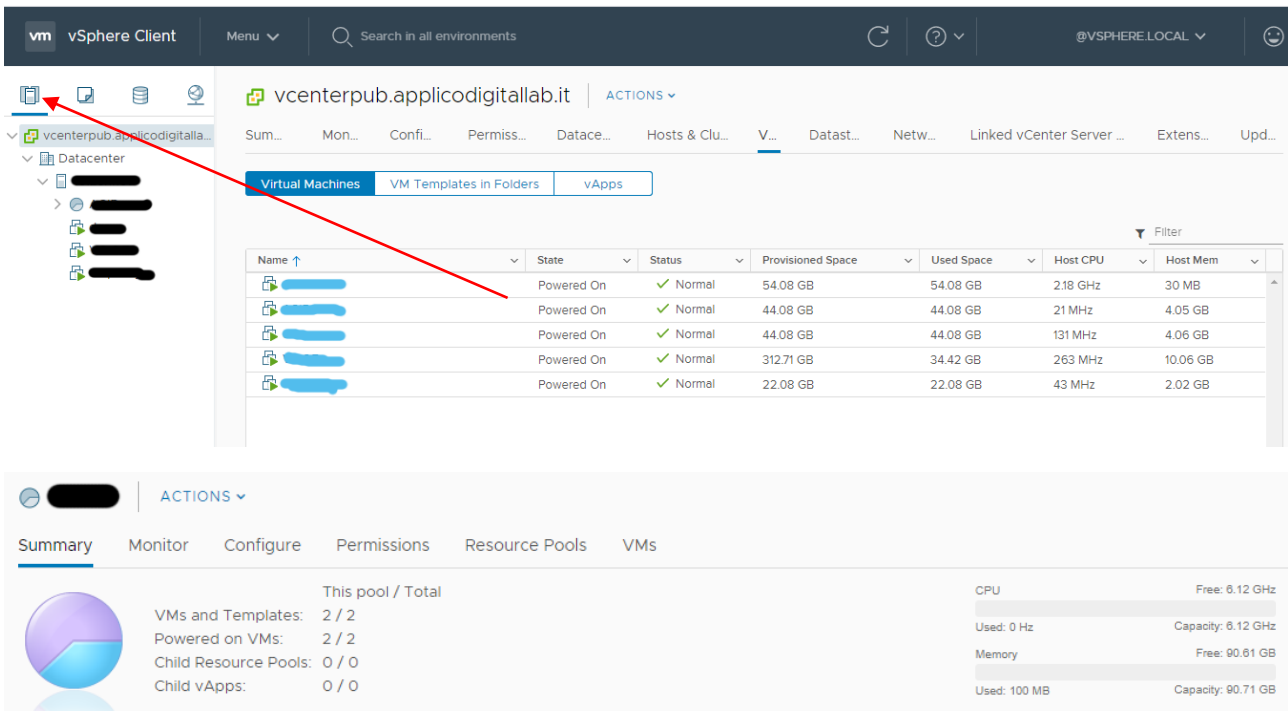 vm vSphere Client Menu Search in all environments @VSPHERE.LOCAL
vcenterpub.applicodigitallab.it ACTIONS
vcenterpub.applicodigitalla...
Sum... Mon... Confi... Permiss... Datace... Hosts & Clu... V... Datast... Netw... Linked vCenter Server ... Extens... Upd...
Datacenter
Virtual Machines VM Templates in Folders vApps
Filter
Name State Status Provisioned Space Used Space Host CPU Host Mem
Powered On Normal 54.08 GB 54.08 GB 2.18 GHz 30 MB
Powered On Normal 44.08 GB 44.08 GB 21 MHz 4.05 GB
Powered On Normal 44.08 GB 44.08 GB 131 MHz 4.06 GB
Powered On Normal 312.71 GB 34.42 GB 263 MHz 10.06 GB
Powered On Normal 22.08 GB 22.08 GB 43 MHz 2.02 GB
ACTIONS
Summary Monitor Configure Permissions Resource Pools VMs
This pool / Total
VMs and Templates: 2 / 2
Powered on VMs: 2 / 2
Child Resource Pools: 0 / 0
Child vApps: 0 / 0
CPU Free: 6.12 GHz
Used: 0 Hz Capacity: 6.12 GHz
Memory Free: 90.61 GB
Used: 100 MB Capacity: 90.71 GB